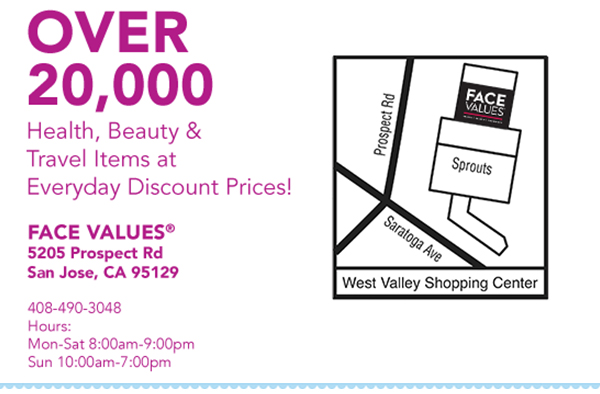 OVER
20,000
Health, Beauty &
Travel Items at
Everyday Discount Prices!
FACE VALUES®
5205 Prospect Rd
San Jose, CA 95129
408-490-3048
Hours:
Mon-Sat 8:00am-9:00pm
Sun 10:00am-7:00pm
Prospect Rd
FACE
VALUES
Sprouts
Saratoga Ave
West Valley Shopping Center